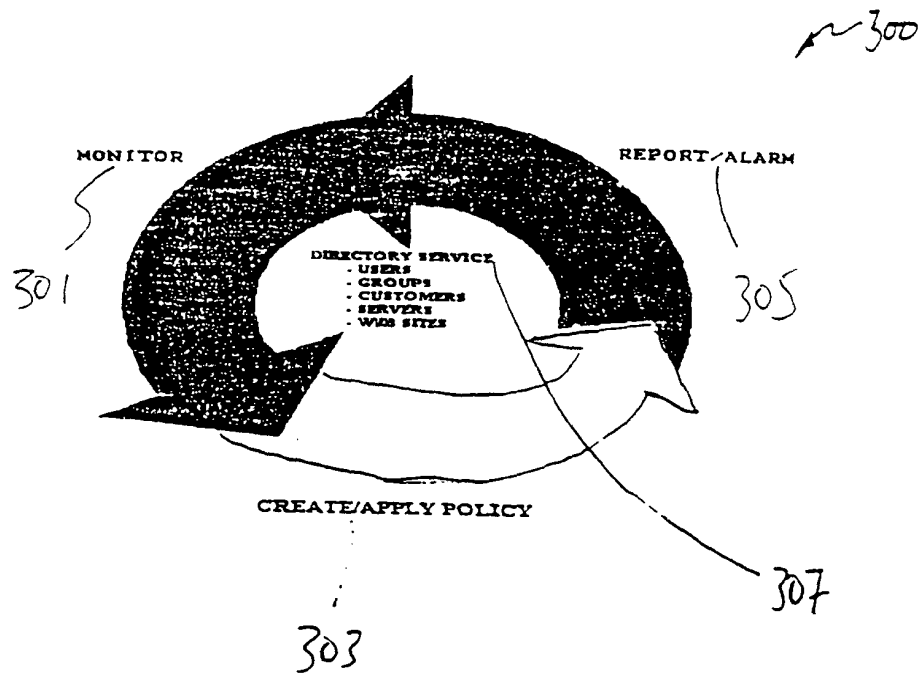 300
MONITOR
REPORT/ALARM
301
305
DIRECTORY SERVICE
- USERS
- GROUPS
- CUSTOMERS
- SERVERS
- WEB SITES
CREATE/APPLY POLICY
307
303